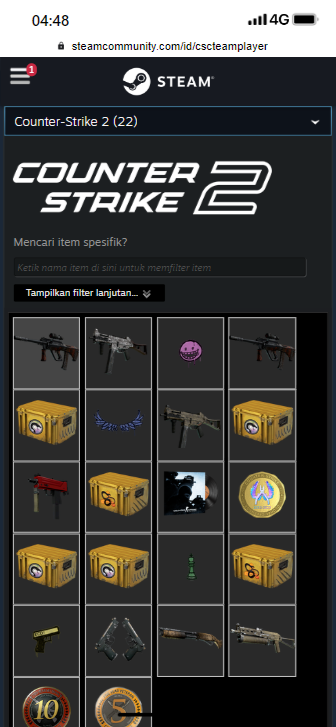 04:48
4G
steamcommunity.com/id/cscteamplayer
1
STEAM
Counter-Strike 2 (22)
COUNTER
STRIKE 2
Mencari item spesifik?
Ketik nama item di sini untuk memfilter item
Tampilkan filter lanjutan...
10
5